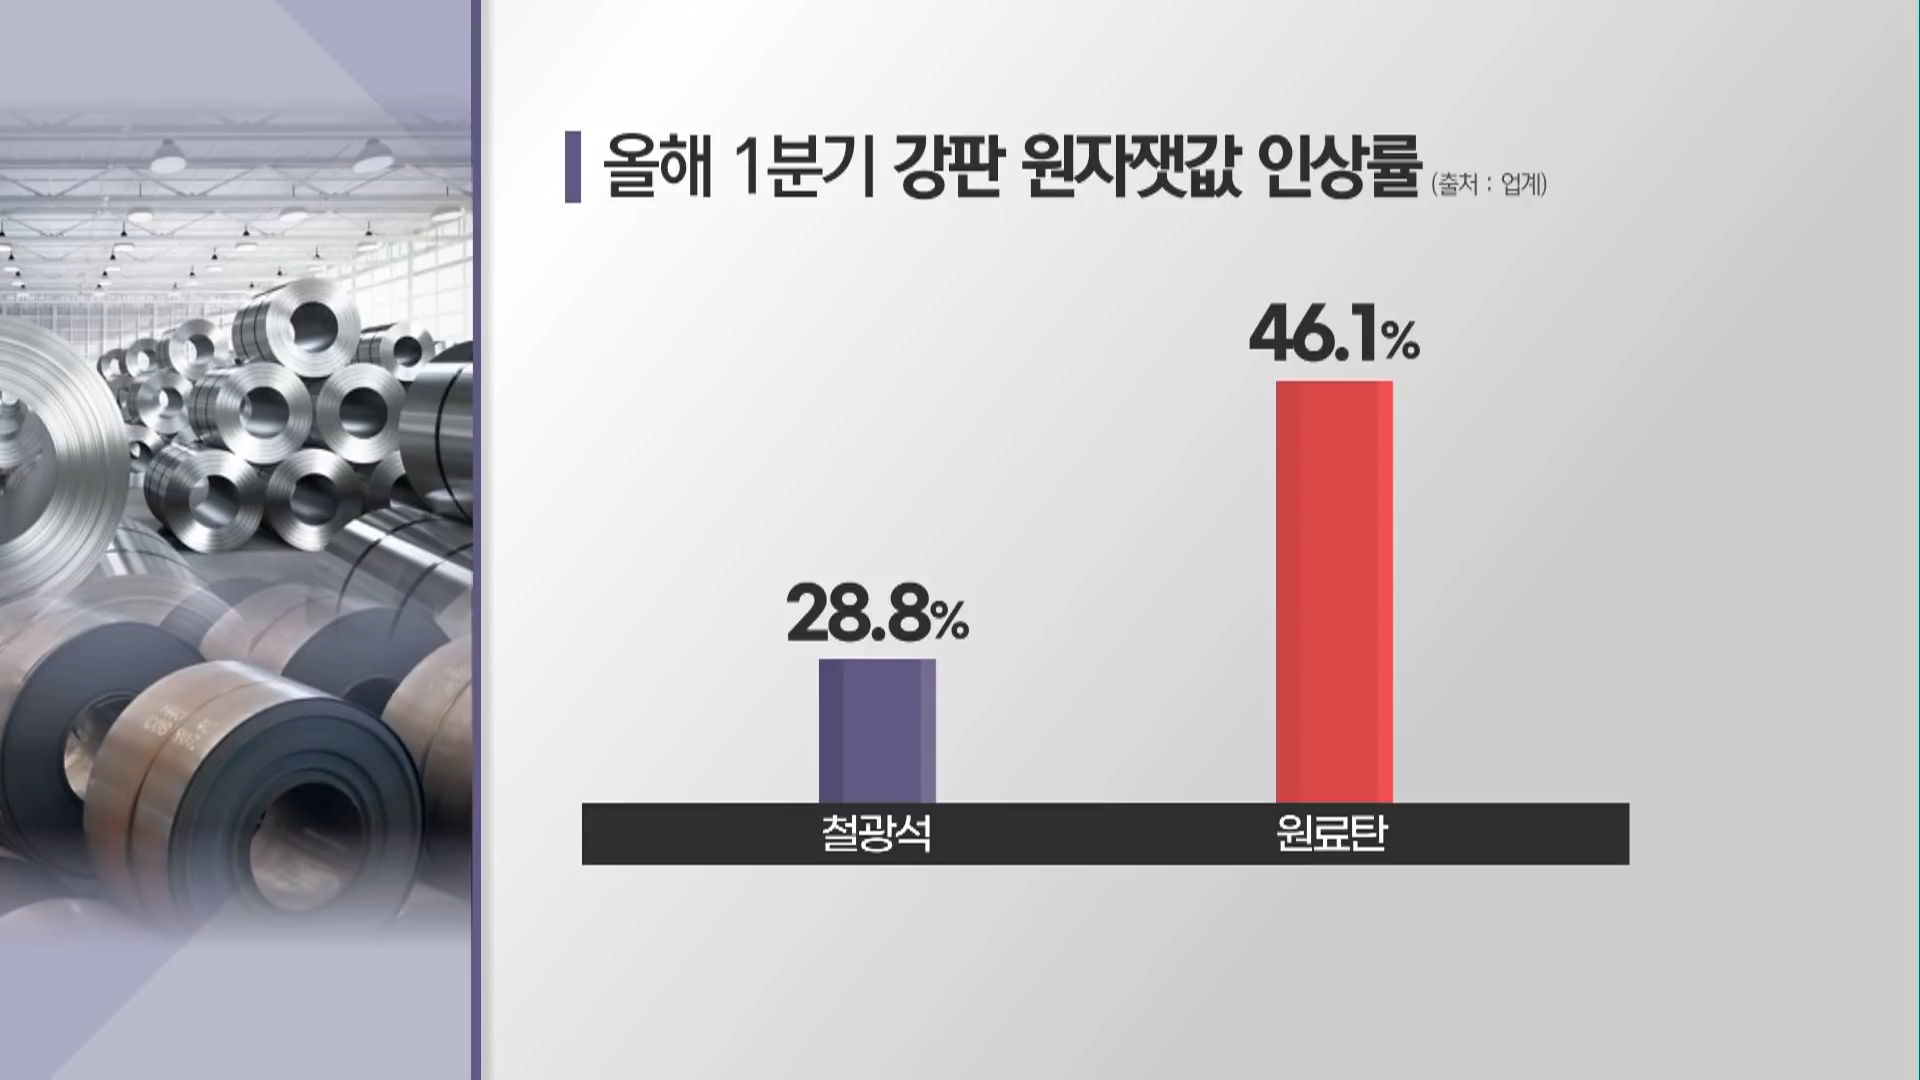 올해 1분기 강판 원자잿값 인상률 (출처 : 업계)
46.1%
28.8%
철광석 원료탄